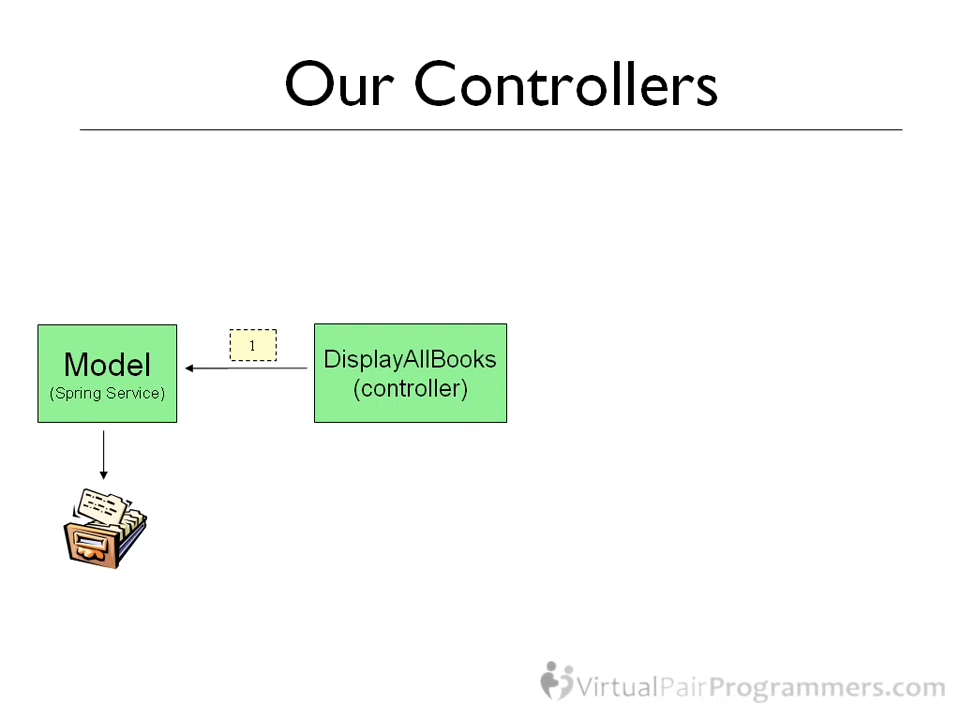 Our Controllers
1
Model
(Spring Service)
DisplayAllBooks
(controller)
VirtualPairProgrammers.com